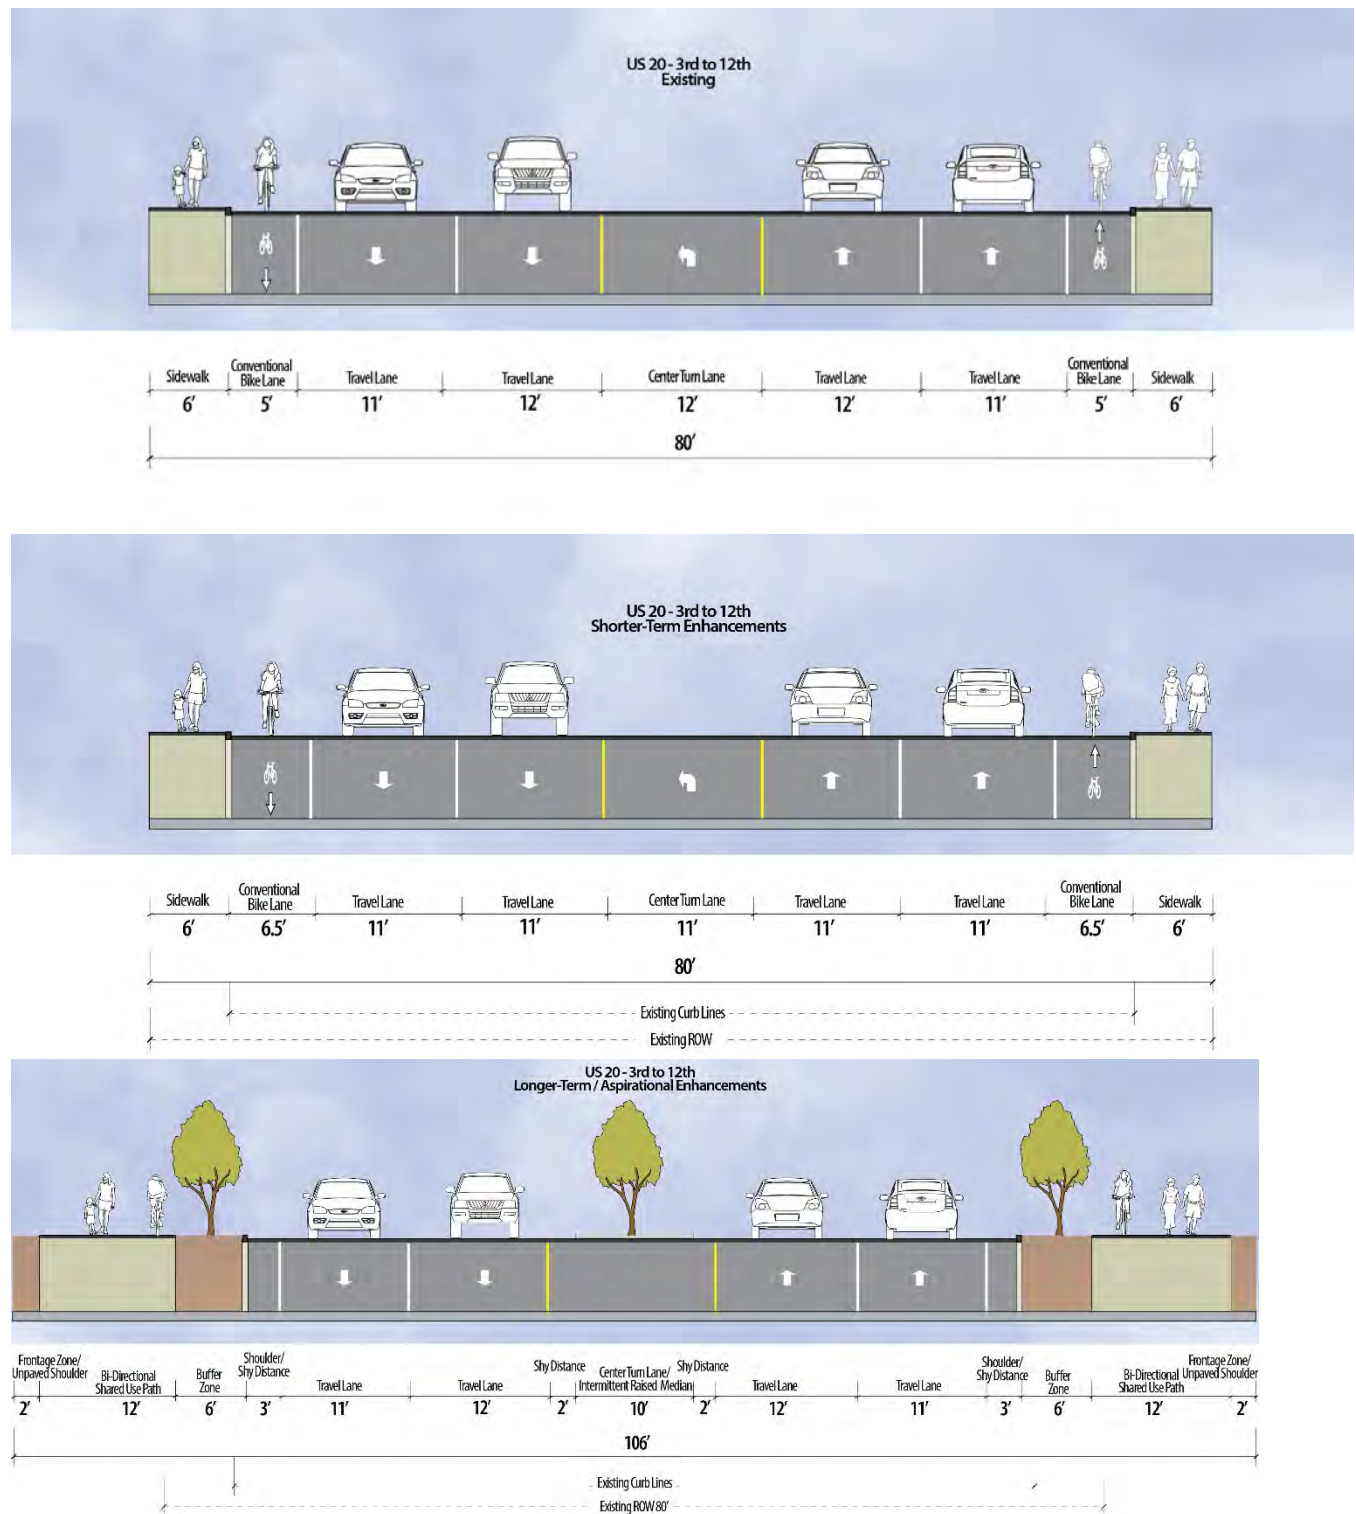 US 20 - 3rd to 12th
Existing
Sidewalk
Conventional
Bike Lane
Travel Lane
Travel Lane
Center Turn Lane
Travel Lane
Travel Lane
Conventional
Bike Lane
Sidewalk
6' 5' 11' 12' 12' 12' 11' 5' 6'
80'
US 20 - 3rd to 12th
Shorter-Term Enhancements
Sidewalk
Conventional
Bike Lane
Travel Lane
Travel Lane
Center Turn Lane
Travel Lane
Travel Lane
Conventional
Bike Lane
Sidewalk
6' 6.5' 11' 11' 11' 11' 11' 6.5' 6'
80'
Existing Curb Lines
Existing ROW
US 20 - 3rd to 12th
Longer-Term / Aspirational Enhancements
Frontage Zone/
Unpaved Shoulder
Bi-Directional
Shared Use Path
Buffer
Zone
Shoulder/
Shy Distance
Travel Lane
Travel Lane
Shy Distance
Center Turn Lane/
Intermittent Raised Median
Shy Distance
Travel Lane
Travel Lane
Shoulder/
Shy Distance
Buffer
Zone
Bi-Directional
Shared Use Path
Frontage Zone/
Unpaved Shoulder
2' 12' 6' 3' 11' 12' 2' 10' 2' 12' 11' 3' 6' 12' 2'
106'
Existing Curb Lines
Existing ROW 80'